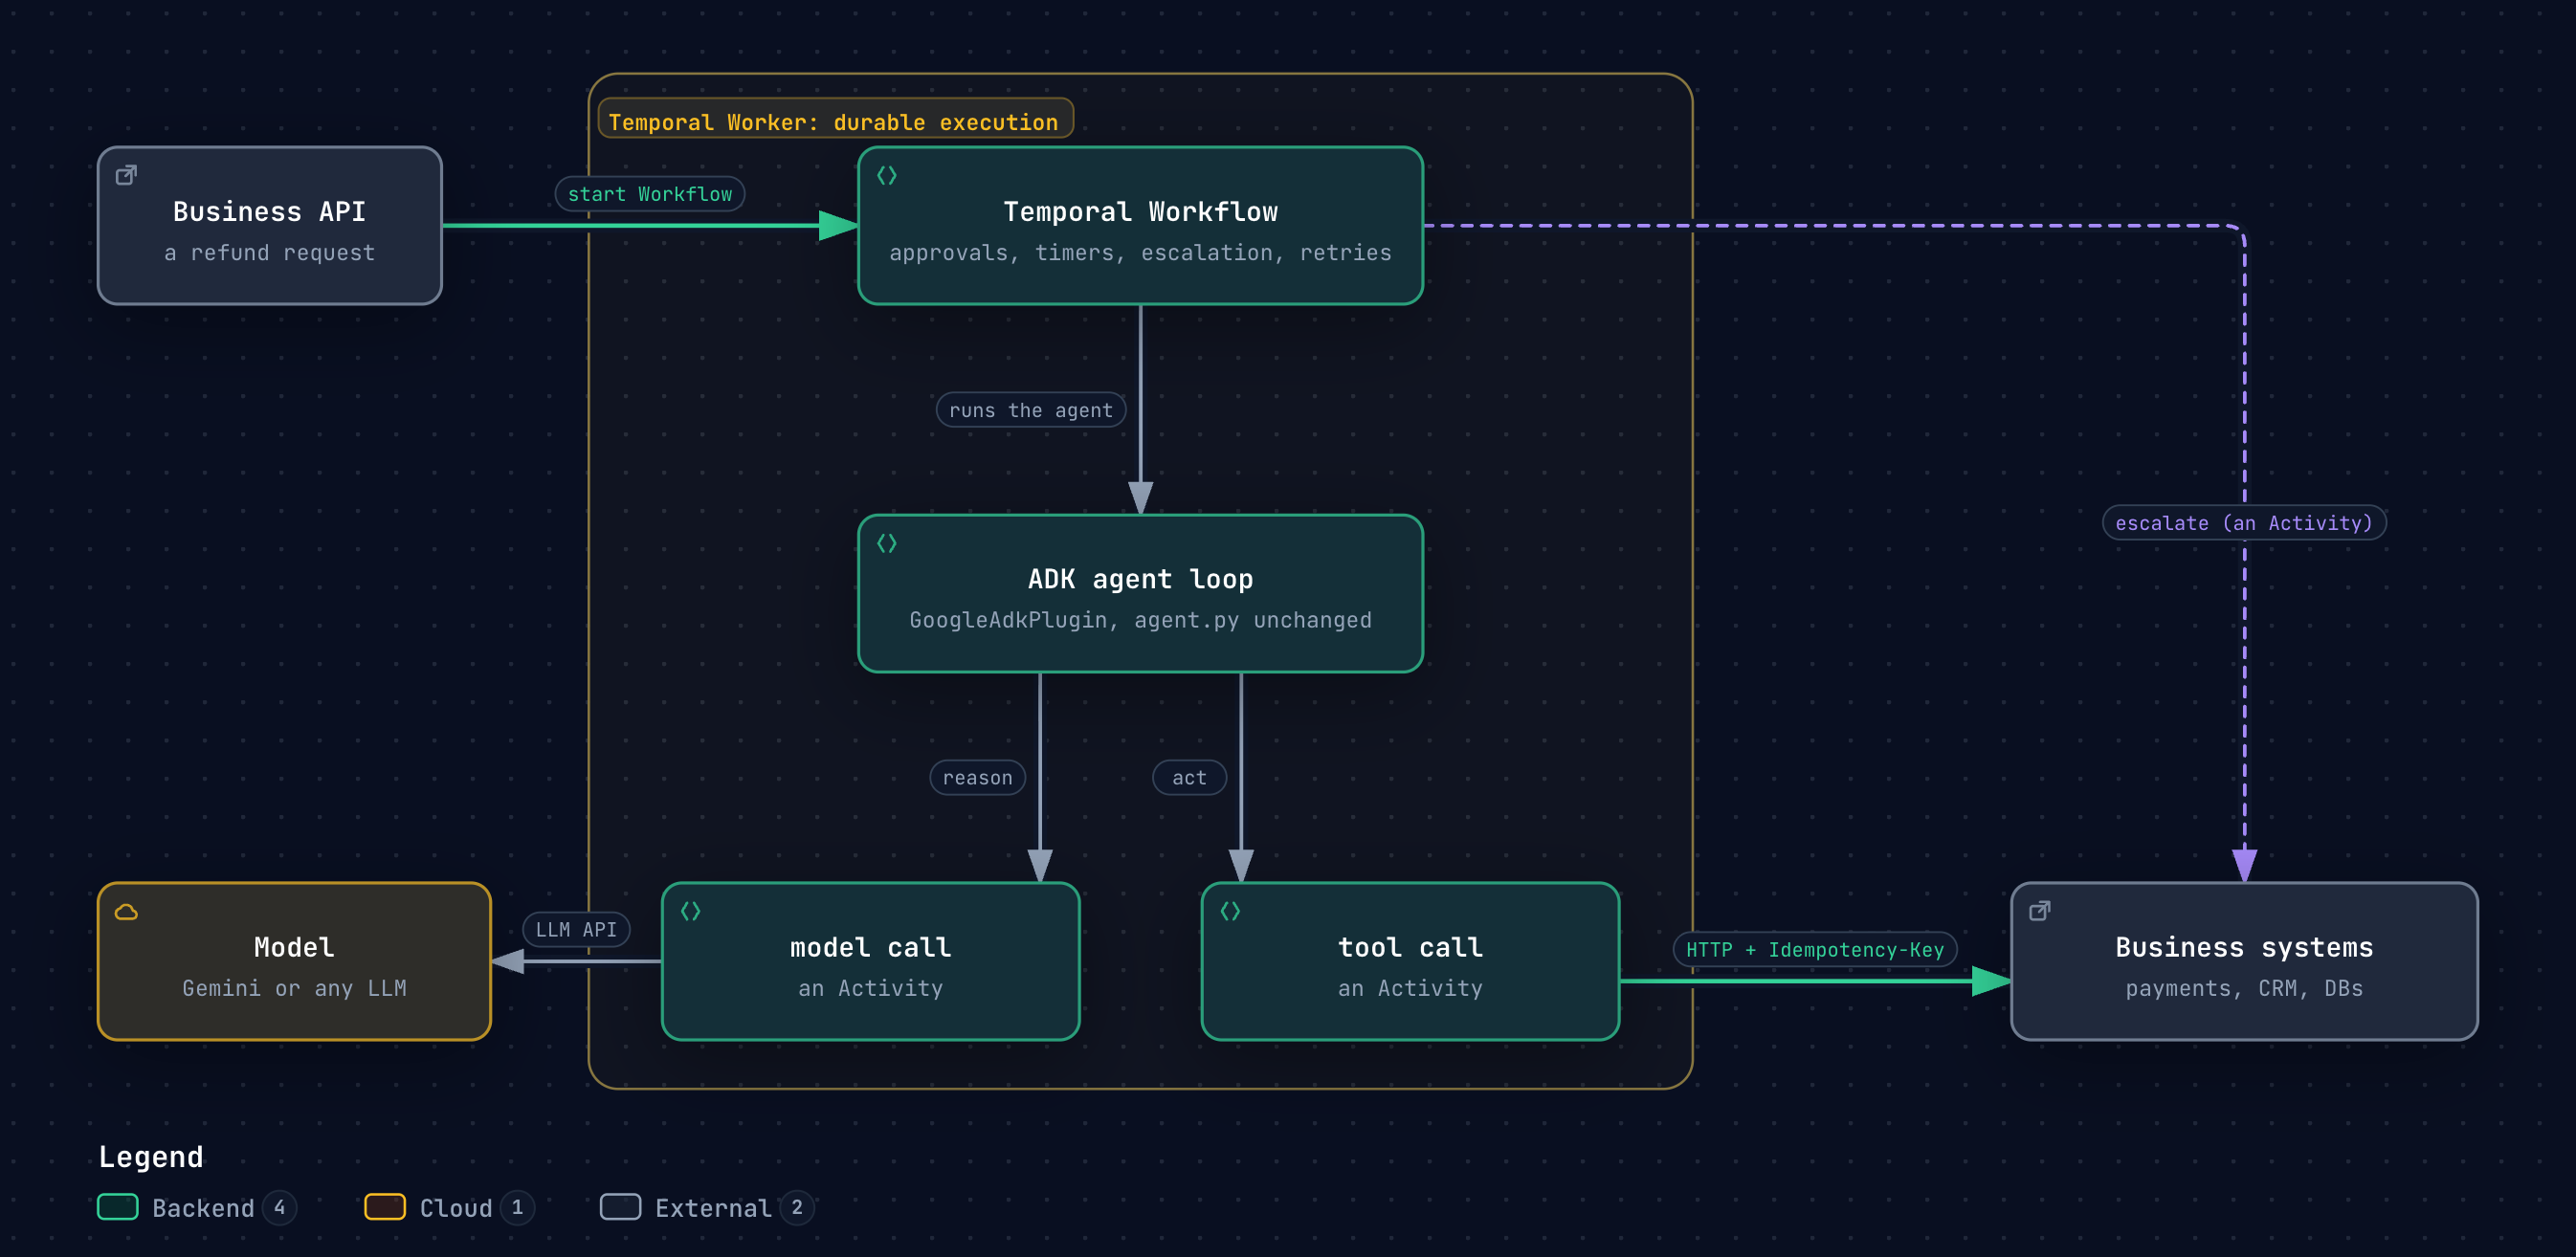 Temporal Worker: durable execution
Business API
a refund request
start Workflow
Temporal Workflow
approvals, timers, escalation, retries
runs the agent
ADK agent loop
GoogleAdkPlugin, agent.py unchanged
escalate (an Activity)
reason
act
Model
Gemini or any LLM
LLM API
model call
an Activity
tool call
an Activity
HTTP + Idempotency-Key
Business systems
payments, CRM, DBs
Legend
Backend 4
Cloud 1
External 2